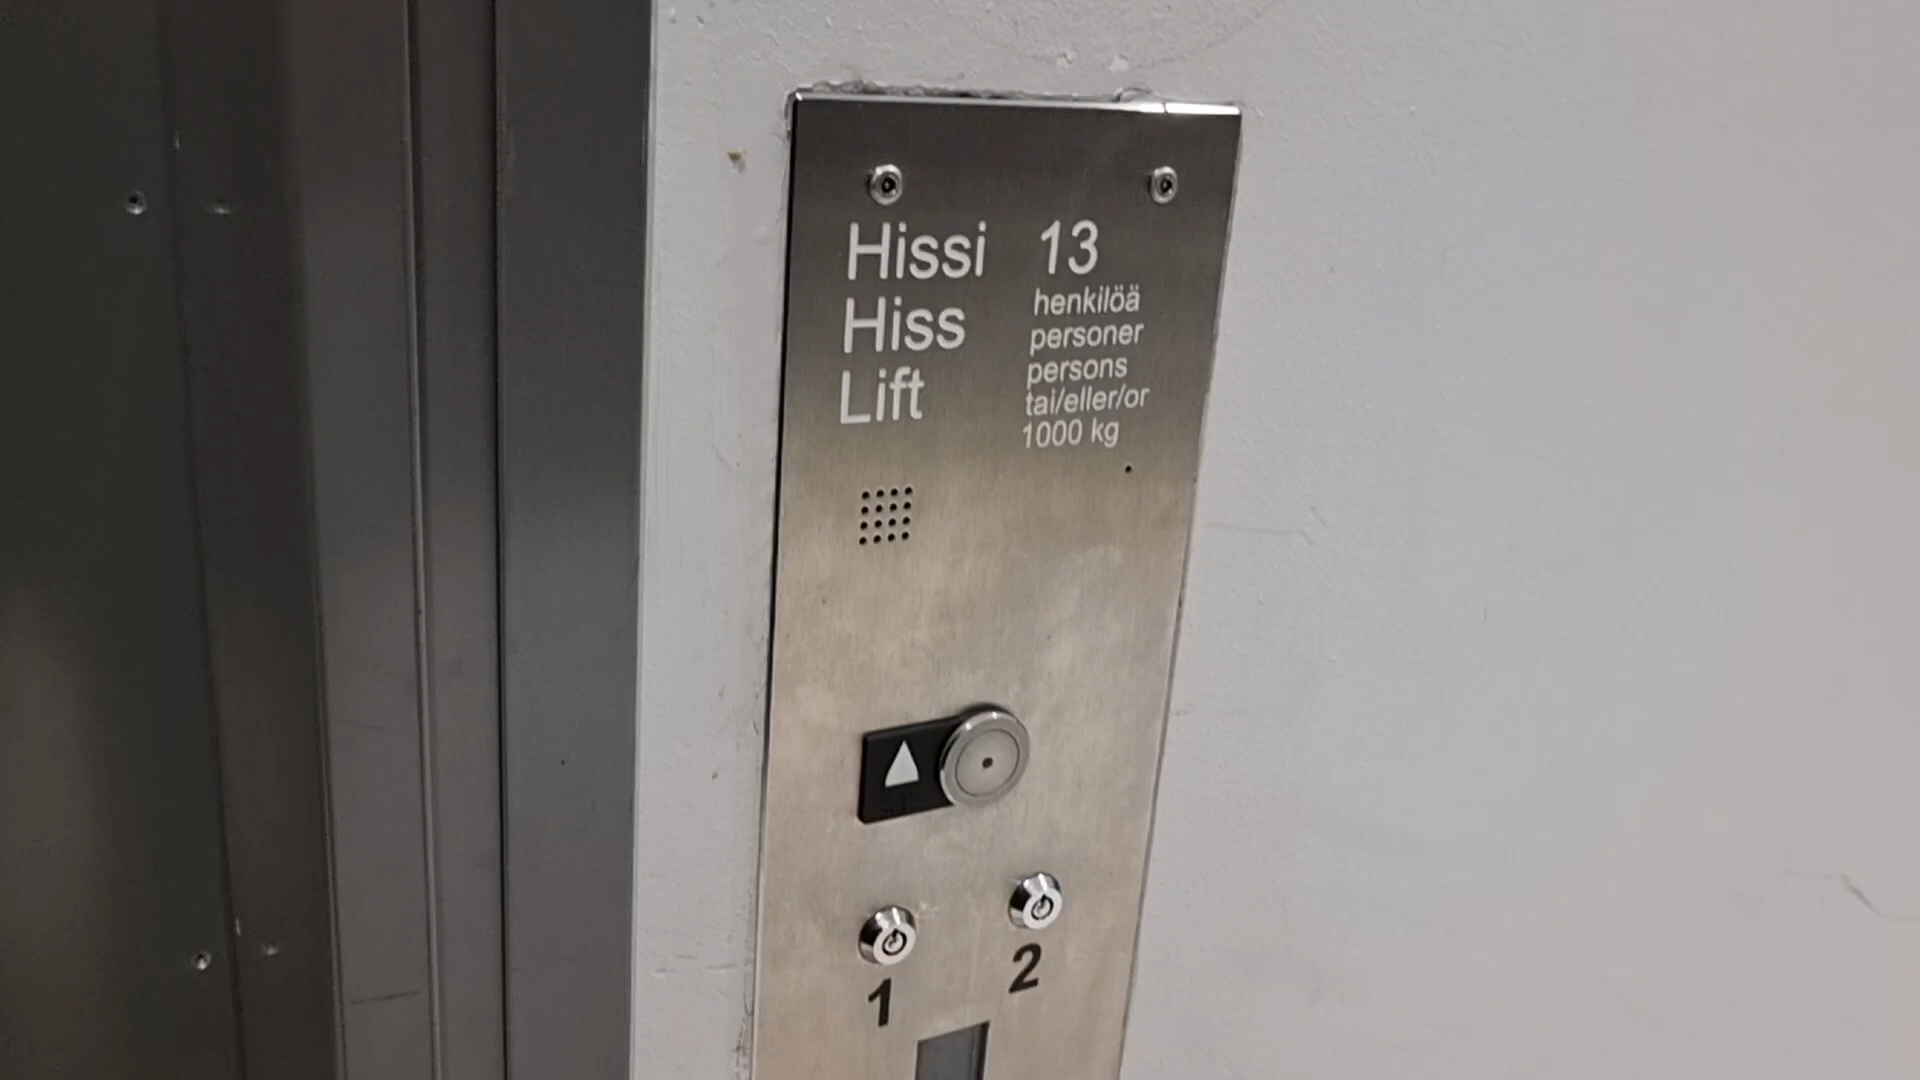 Hissi
Hiss
Lift
13
henkilöä
personer
persons
tai/eller/or
1000 kg
1
2